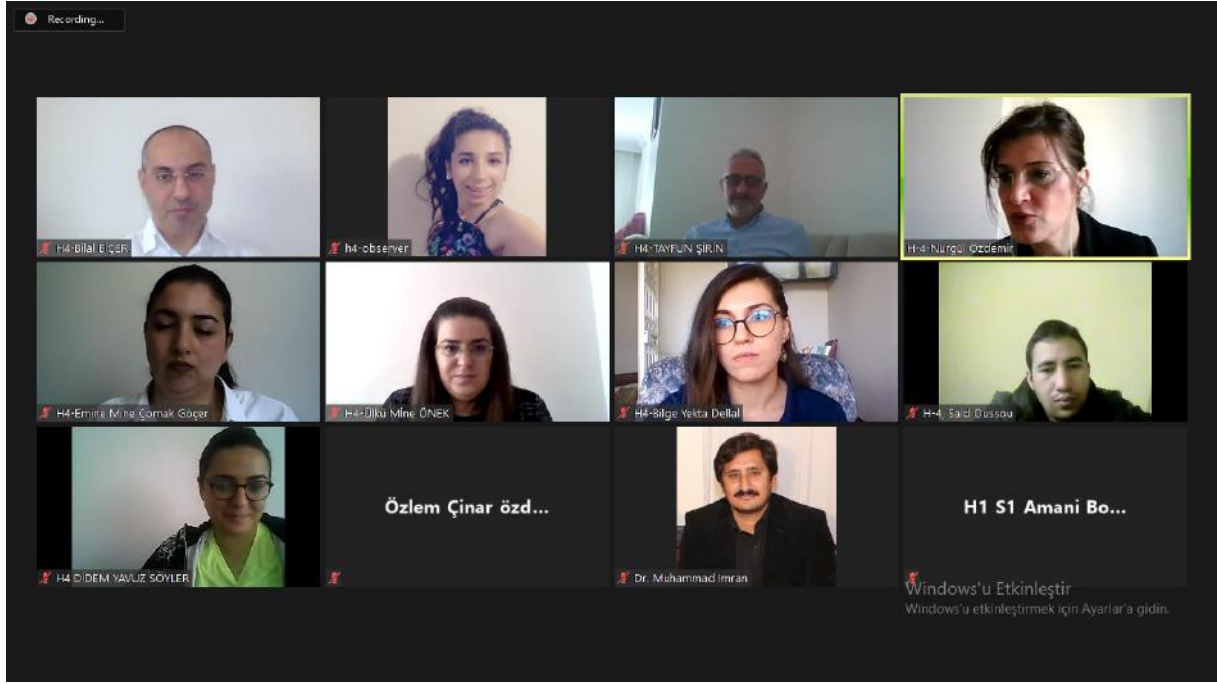 Recording...
H4-Bilal BİÇER
h4-observer
H4-TAYFUN ŞİRİN
H-4-Nurgül Özdemir
H4-Emine Mine Çomak Göçer
H4-Ülkü Mine ÖNEK
H4-Bilge Yekta Dellal
H-4, Said Oussou
H4 DİDEM YAVUZ SÖYLER
Özlem Çinar özd...
Dr. Muhammad Imran
H1 S1 Amani Bo...
Windows'u Etkinleştir
Windows'u etkinleştirmek için Ayarlar'a gidin.